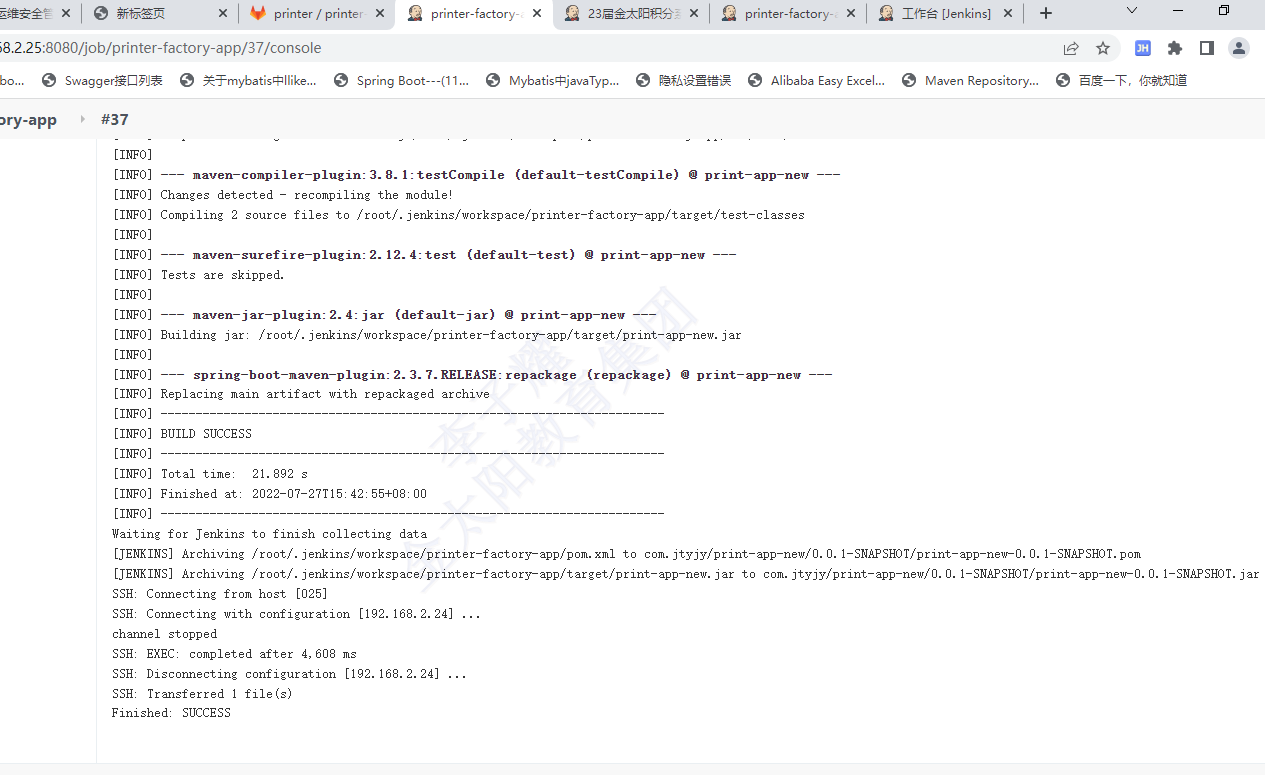 运维安全管
新标签页
printer / printer
printer-factory-
23届金太阳积分
printer-factory-
工作台 [Jenkins]
58.2.25:8080/job/printer-factory-app/37/console
JH
bo...
Swagger接口列表
关于mybatis中like...
Spring Boot---(11...
Mybatis中javaTyp...
隐私设置错误
Alibaba Easy Excel...
Maven Repository...
百度一下，你就知道
ory-app
#37
[INFO]
[INFO] --- maven-compiler-plugin:3.8.1:testCompile (default-testCompile) @ print-app-new ---
[INFO] Changes detected - recompiling the module!
[INFO] Compiling 2 source files to /root/.jenkins/workspace/printer-factory-app/target/test-classes
[INFO]
[INFO] --- maven-surefire-plugin:2.12.4:test (default-test) @ print-app-new ---
[INFO] Tests are skipped.
[INFO]
[INFO] --- maven-jar-plugin:2.4:jar (default-jar) @ print-app-new ---
[INFO] Building jar: /root/.jenkins/workspace/printer-factory-app/target/print-app-new.jar
[INFO]
[INFO] --- spring-boot-maven-plugin:2.3.7.RELEASE:repackage (repackage) @ print-app-new ---
[INFO] Replacing main artifact with repackaged archive
[INFO] ------------------------------------------------------------------------
[INFO] BUILD SUCCESS
[INFO] ------------------------------------------------------------------------
[INFO] Total time:  21.892 s
[INFO] Finished at: 2022-07-27T15:42:55+08:00
[INFO] ------------------------------------------------------------------------
Waiting for Jenkins to finish collecting data
[JENKINS] Archiving /root/.jenkins/workspace/printer-factory-app/pom.xml to com.jtyjy/print-app-new/0.0.1-SNAPSHOT/print-app-new-0.0.1-SNAPSHOT.pom
[JENKINS] Archiving /root/.jenkins/workspace/printer-factory-app/target/print-app-new.jar to com.jtyjy/print-app-new/0.0.1-SNAPSHOT/print-app-new-0.0.1-SNAPSHOT.jar
SSH: Connecting from host [025]
SSH: Connecting with configuration [192.168.2.24] ...
channel stopped
SSH: EXEC: completed after 4,608 ms
SSH: Disconnecting configuration [192.168.2.24] ...
SSH: Transferred 1 file(s)
Finished: SUCCESS
李子耀
金太阳教育集团